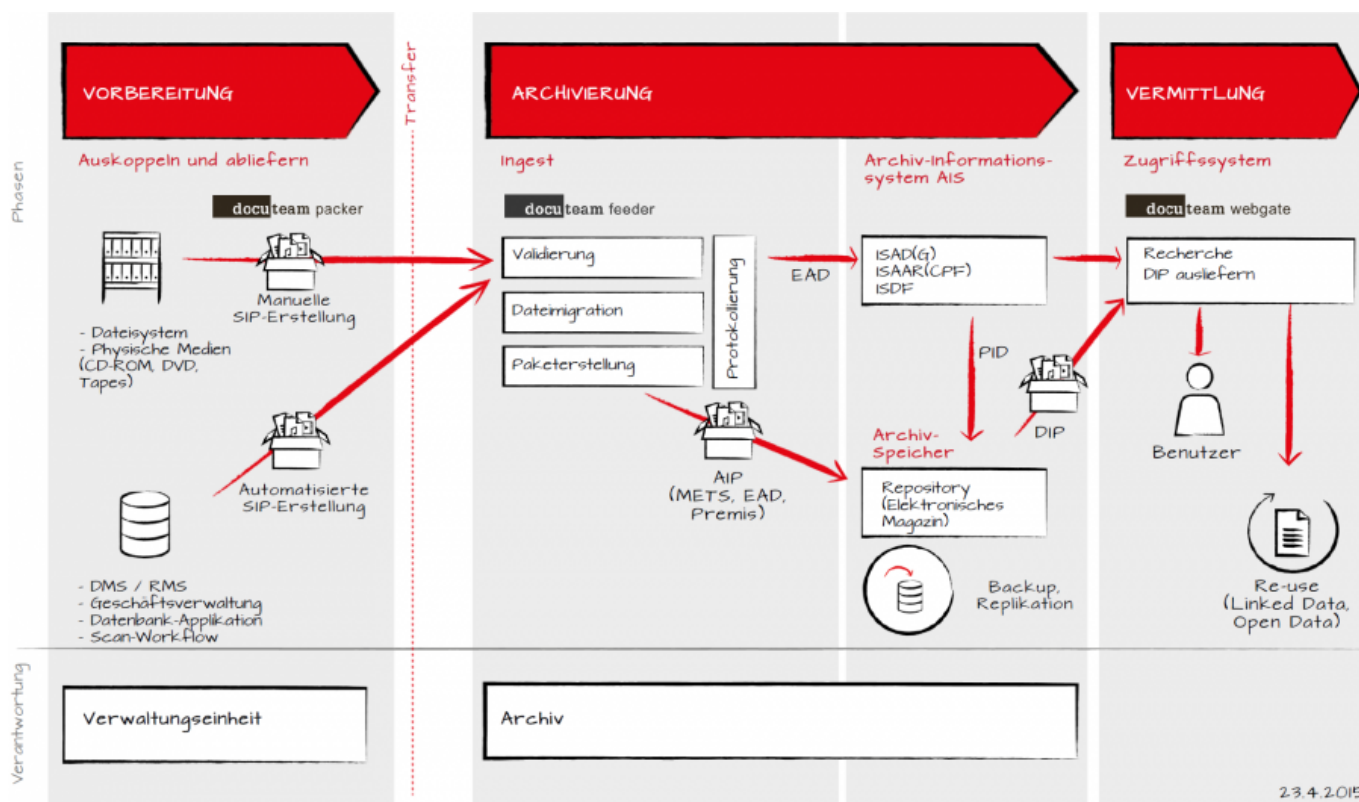 VORBEREITUNG
Transfer
ARCHIVIERUNG
VERMITTLUNG
Phasen
Auskoppeln und abliefern
Ingest
Archiv-Informations-
system AIS
Zugriffssystem
docuteam packer
docuteam feeder
docuteam webgate
Manuelle
SIP-Erstellung
- Dateisystem
- Physische Medien
(CD-ROM, DVD,
Tapes)
Automatisierte
SIP-Erstellung
- DMS / RMS
- Geschäftsverwaltung
- Datenbank-Applikation
- Scan-Workflow
Validierung
Dateimigration
Paketerstellung
Protokollierung
EAD
AIP
(METS, EAD,
Premis)
ISAD(G)
ISAAR(CPF)
ISDF
PID
DIP
Archiv-
Speicher
Repository
(Elektronisches
Magazin)
Backup,
Replikation
Recherche
DIP ausliefern
Benutzer
Re-use
(Linked Data,
Open Data)
Verantwortung
Verwaltungseinheit
Archiv
23.4.2015